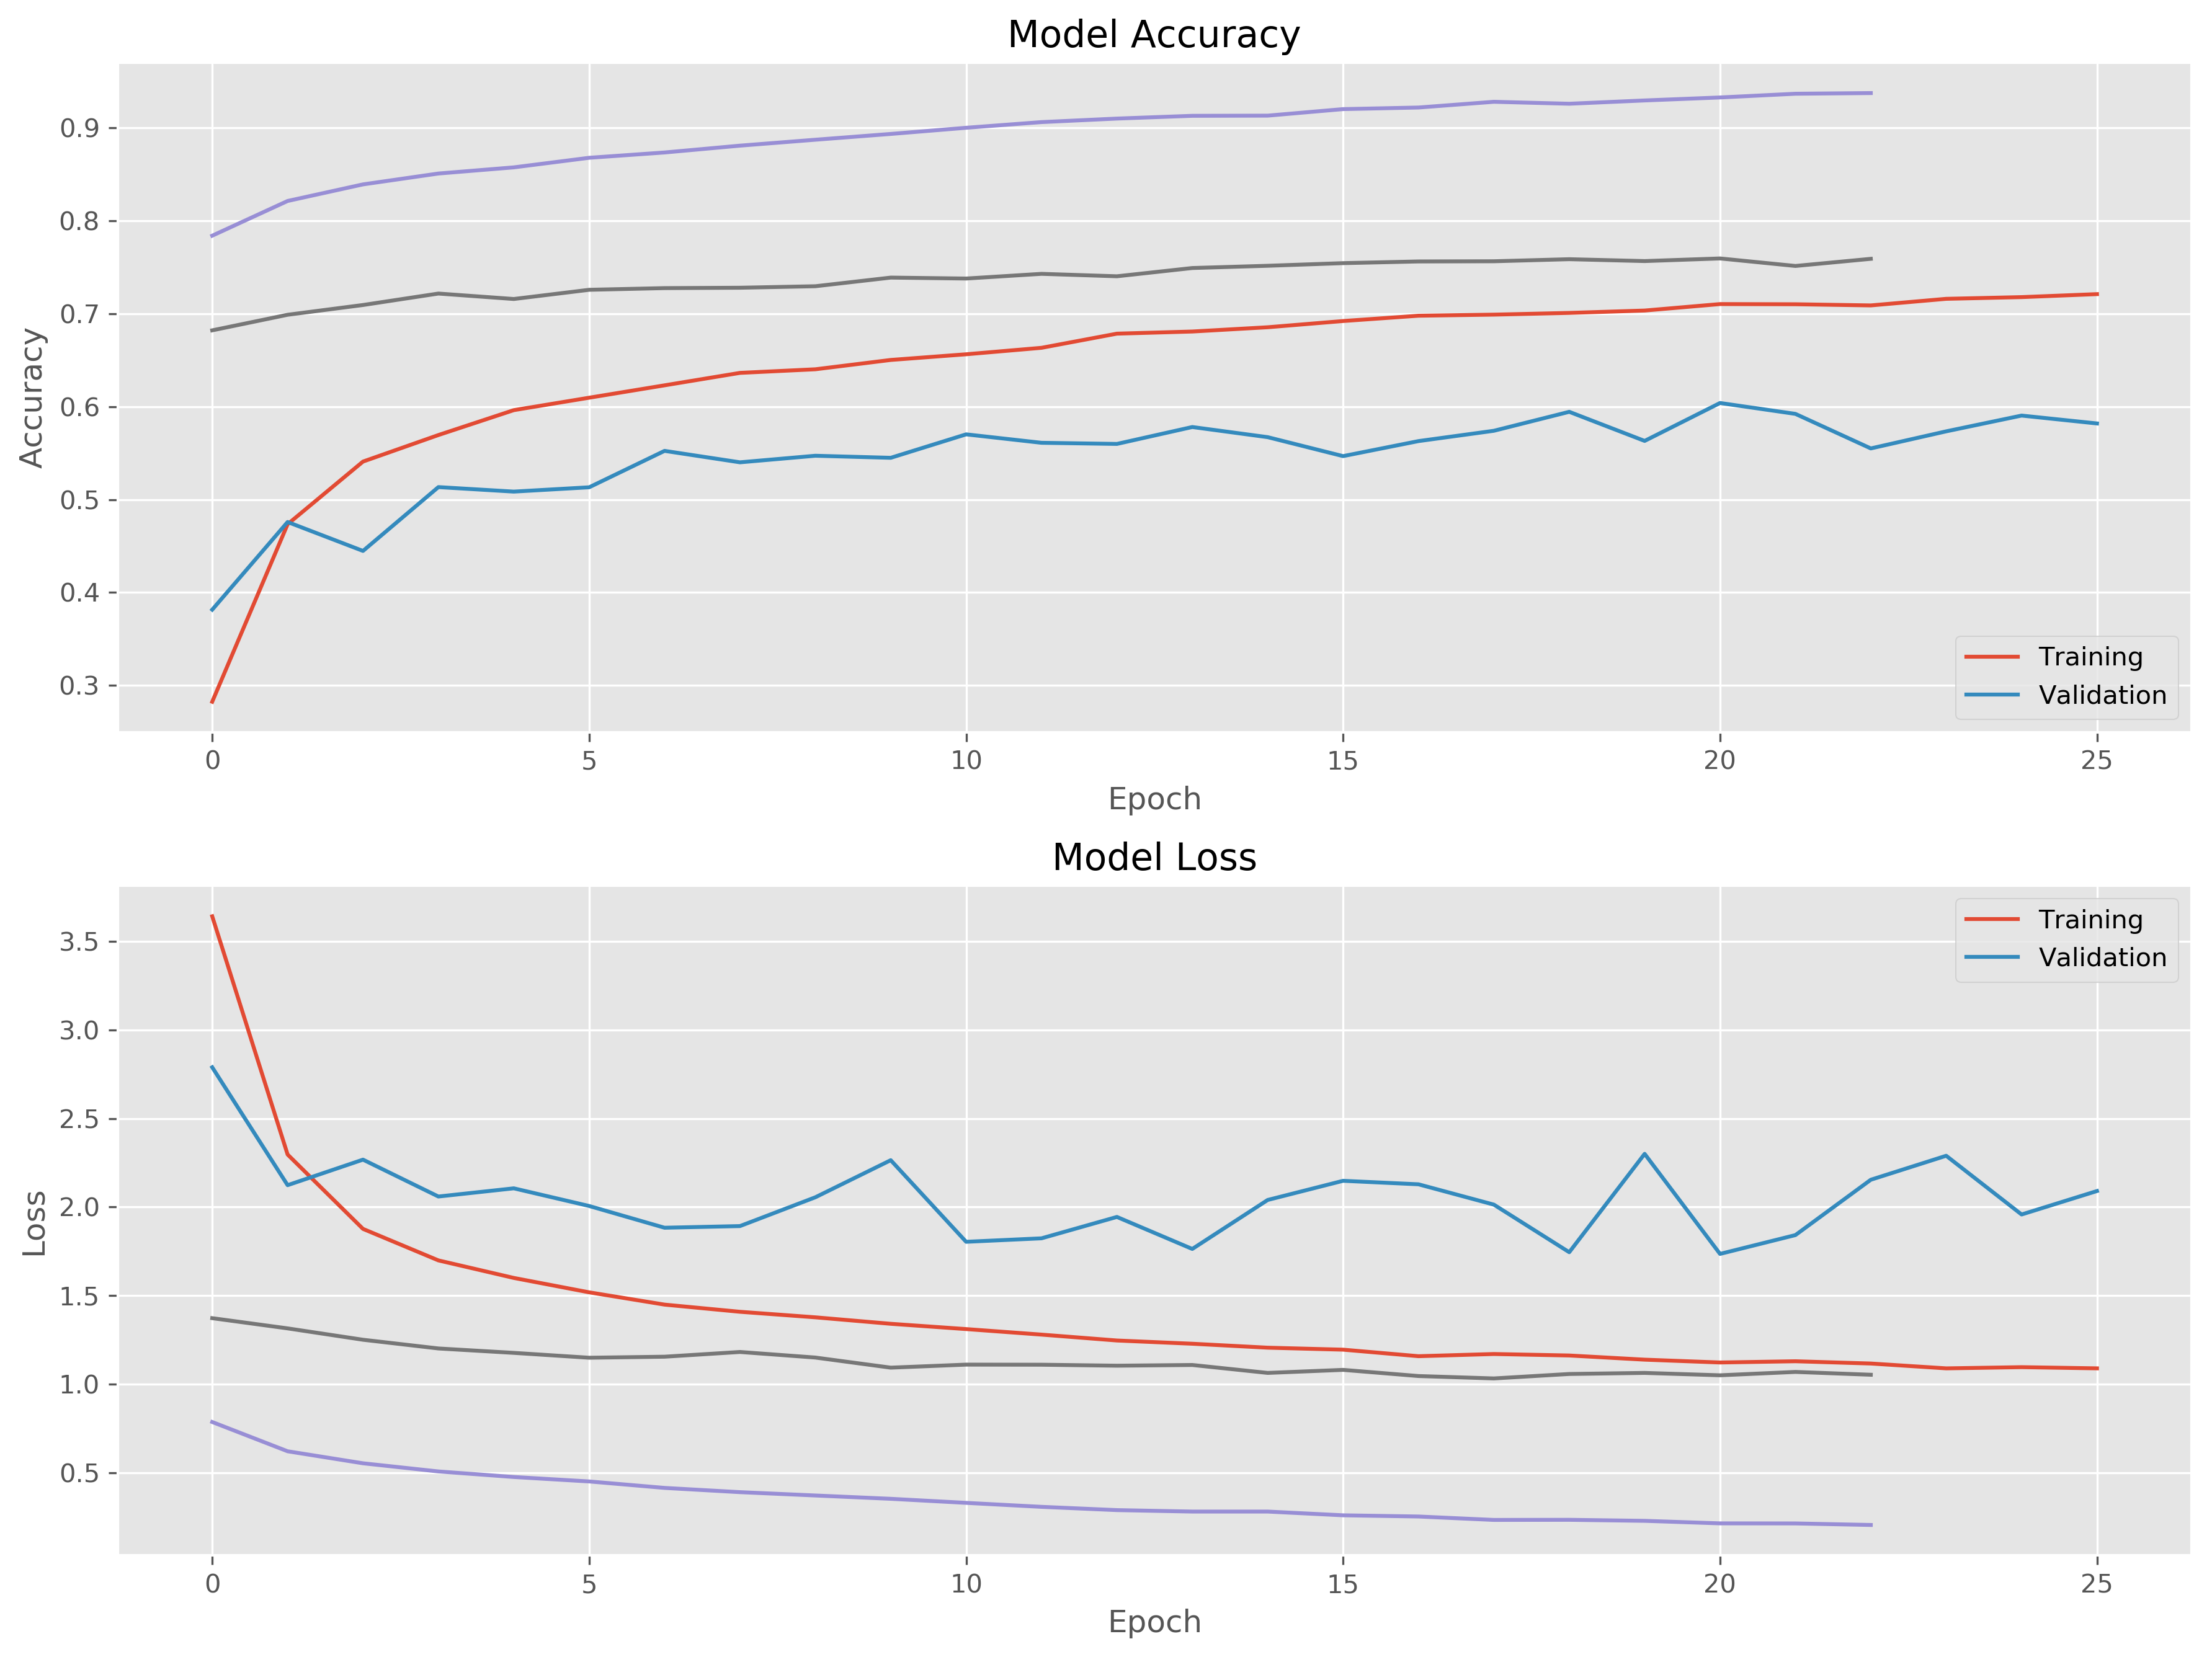 Model Accuracy
0.9
0.8
0.7
0.6
0.5
0.4
0.3
Accuracy
Training
Validation
0 5 10 15 20 25
Epoch
Model Loss
3.5
3.0
2.5
2.0
1.5
1.0
0.5
Loss
Training
Validation
0 5 10 15 20 25
Epoch